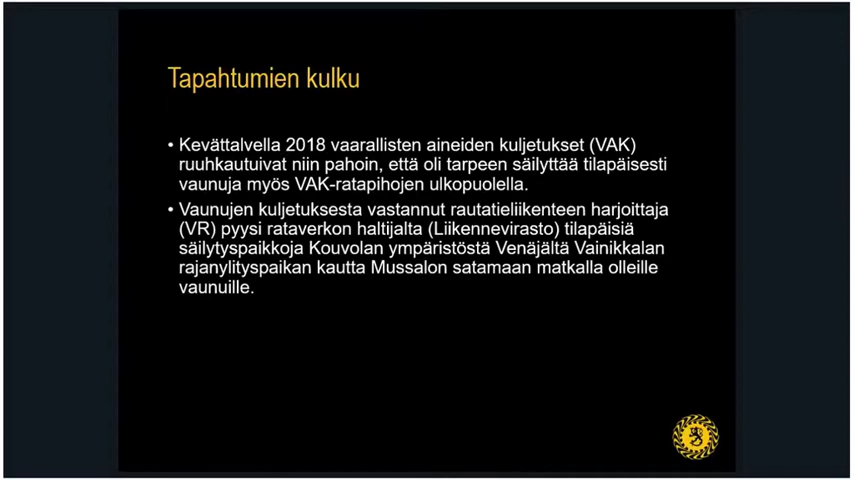 Tapahtumien kulku
• Kevättalvella 2018 vaarallisten aineiden kuljetukset (VAK)
ruuhkautuivat niin pahoin, että oli tarpeen säilyttää tilapäisesti
vaunuja myös VAK-ratapihojen ulkopuolella.
• Vaunujen kuljetuksesta vastannut rautatieliikenteen harjoittaja
(VR) pyysi rataverkon haltijalta (Liikennevirasto) tilapäisiä
säilytyspaikkoja Kouvolan ympäristöstä Venäjältä Vainikkalan
rajanylityspaikan kautta Mussalon satamaan matkalla olleille
vaunuille.